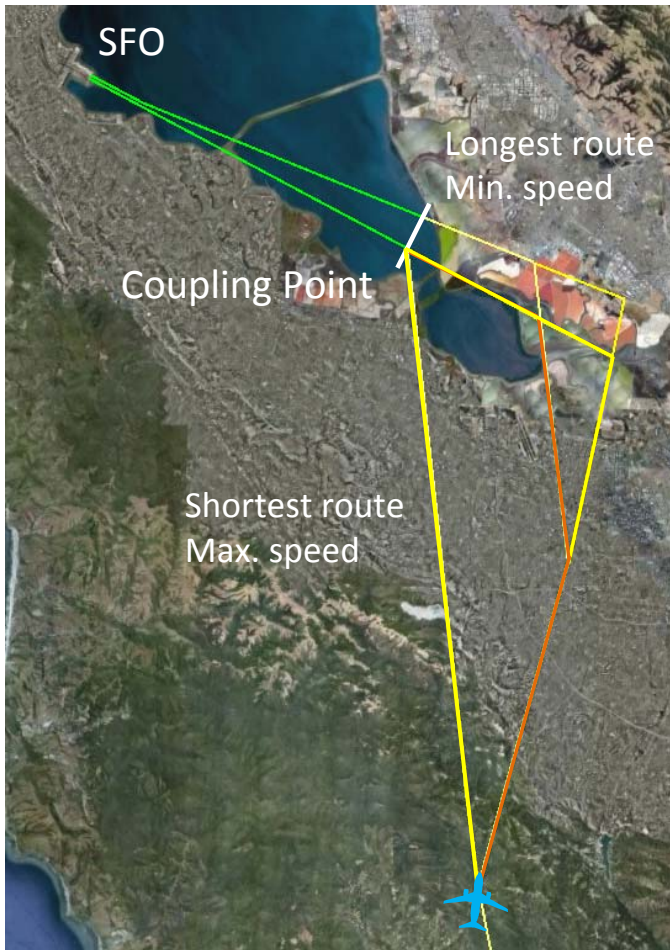 SFO
Longest route
Min. speed
Coupling Point
Shortest route
Max. speed